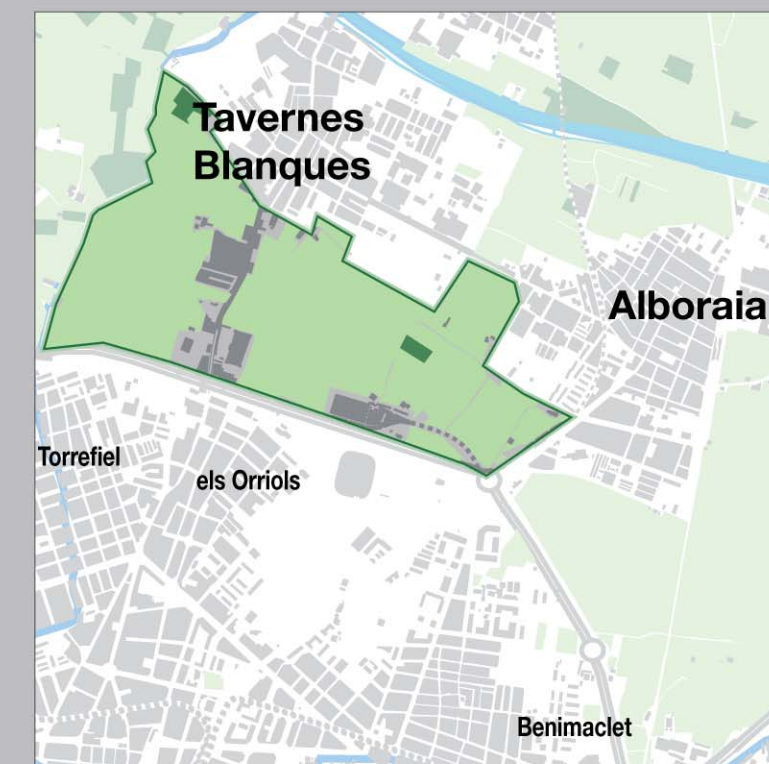 Tavernes
Blanques
Alboraia
Torrefiel
els Orriols
Benimaclet